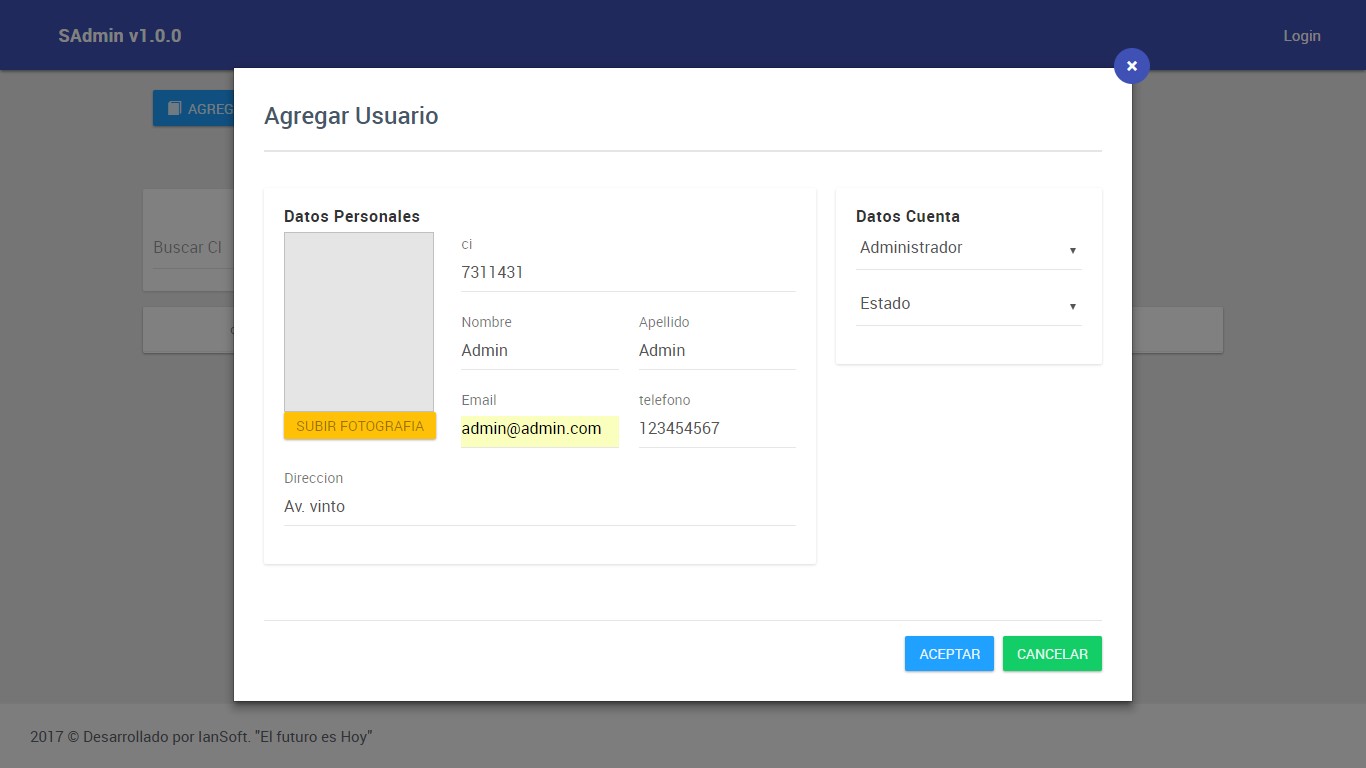 SAdmin v1.0.0
Login
AGREG
Agregar Usuario
Buscar CI
Datos Personales
ci
7311431
Nombre
Apellido
Admin
Admin
Email
telefono
admin@admin.com
123454567
SUBIR FOTOGRAFIA
Direccion
Av. vinto
Datos Cuenta
Administrador
Estado
ACEPTAR
CANCELAR
2017 © Desarrollado por IanSoft. "El futuro es Hoy"